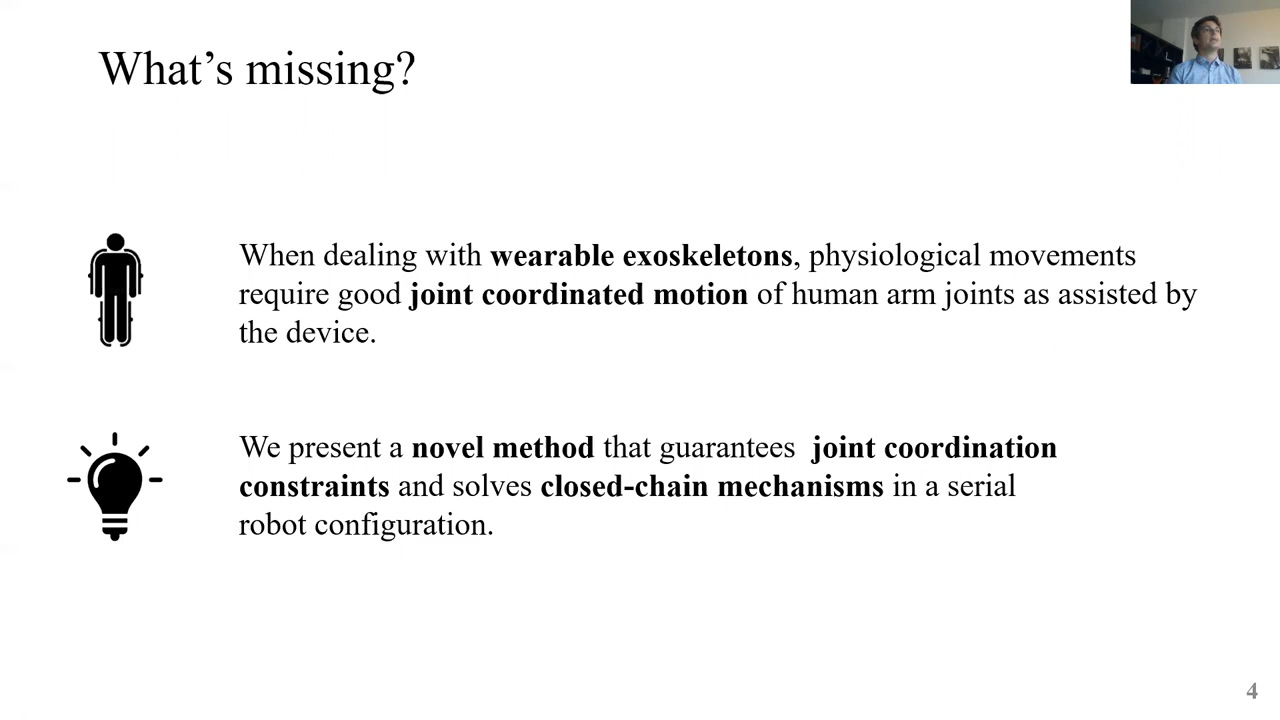 What’s missing?
When dealing with wearable exoskeletons, physiological movements
require good joint coordinated motion of human arm joints as assisted by
the device.
We present a novel method that guarantees  joint coordination
constraints and solves closed-chain mechanisms in a serial
robot configuration.
4